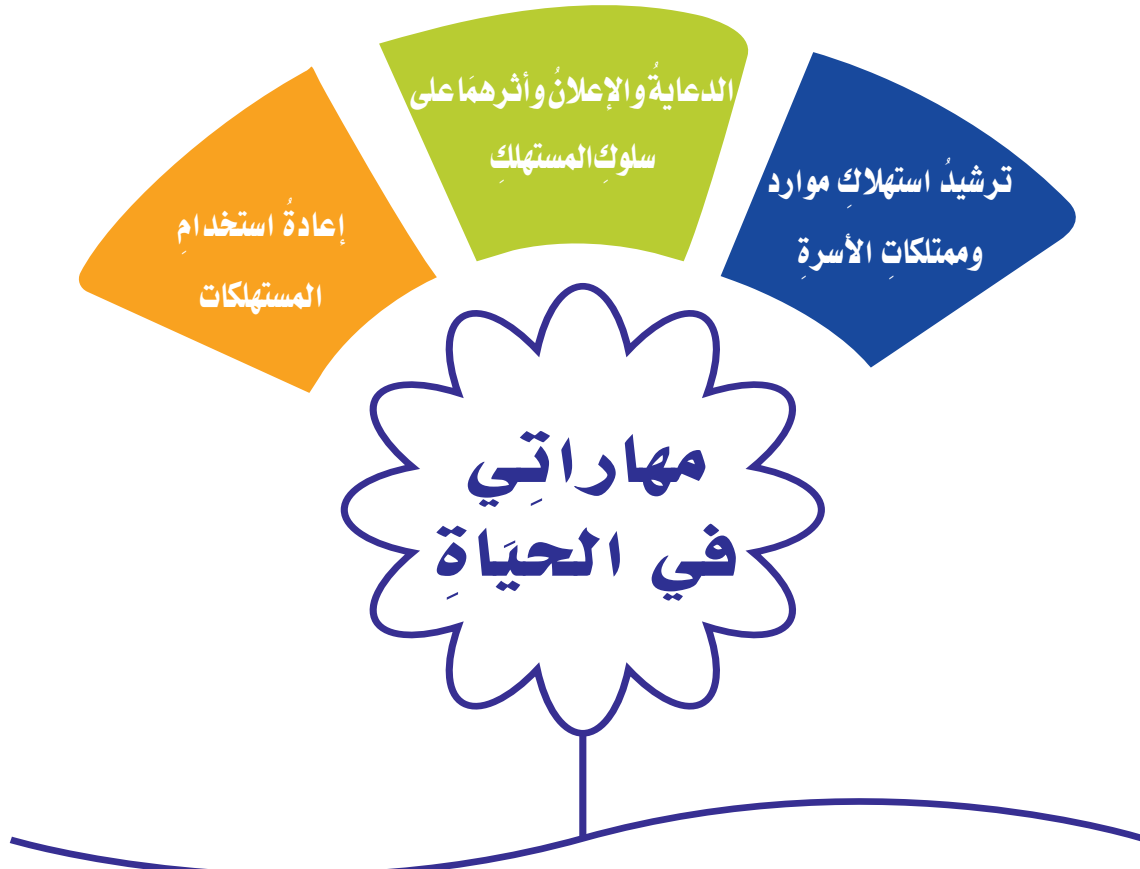 ترشيدُ استهلاكِ موارد
وممتلكاتِ الأسرةِ
الدعايةُ والإعلانُ وأثرهمَا على
سلوكِ المستهلكِ
إعادةُ استخدامِ
المستهلكات
مهاراتِي
في الحيَاةِ